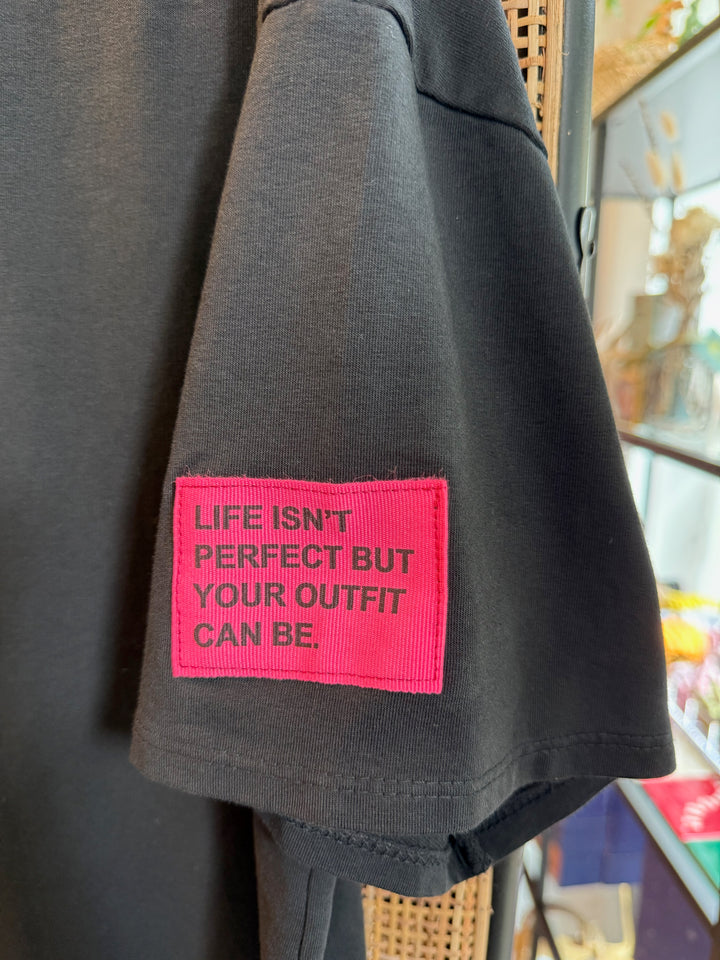 LIFE ISN'T
PERFECT BUT
YOUR OUTFIT
CAN BE.